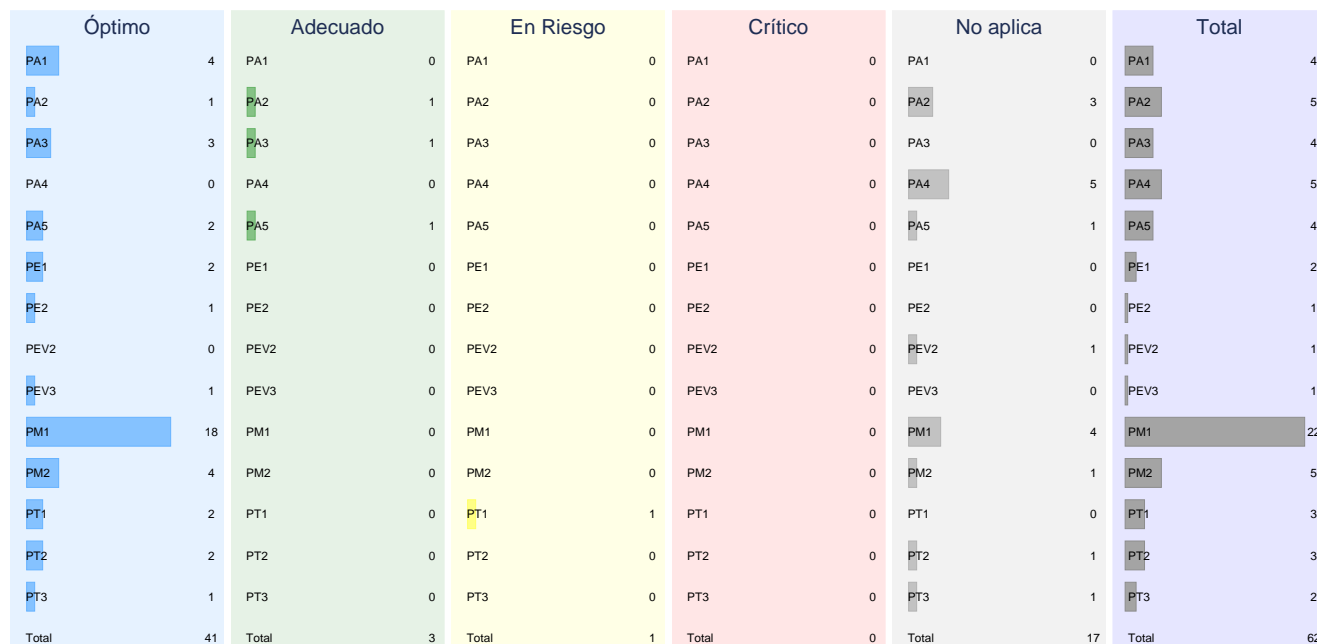 Óptimo Adecuado En Riesgo Crítico No aplica Total
PA1 4 PA1 0 PA1 0 PA1 0 PA1 0 PA1 4
PA2 1 PA2 1 PA2 0 PA2 0 PA2 3 PA2 5
PA3 3 PA3 1 PA3 0 PA3 0 PA3 0 PA3 4
PA4 0 PA4 0 PA4 0 PA4 0 PA4 5 PA4 5
PA5 2 PA5 1 PA5 0 PA5 0 PA5 1 PA5 4
PE1 2 PE1 0 PE1 0 PE1 0 PE1 0 PE1 2
PE2 1 PE2 0 PE2 0 PE2 0 PE2 0 PE2 1
PEV2 0 PEV2 0 PEV2 0 PEV2 0 PEV2 1 PEV2 1
PEV3 1 PEV3 0 PEV3 0 PEV3 0 PEV3 0 PEV3 1
PM1 18 PM1 0 PM1 0 PM1 0 PM1 4 PM1 22
PM2 4 PM2 0 PM2 0 PM2 0 PM2 1 PM2 5
PT1 2 PT1 0 PT1 1 PT1 0 PT1 0 PT1 3
PT2 2 PT2 0 PT2 0 PT2 0 PT2 1 PT2 3
PT3 1 PT3 0 PT3 0 PT3 0 PT3 1 PT3 2
Total 41 Total 3 Total 1 Total 0 Total 17 Total 62